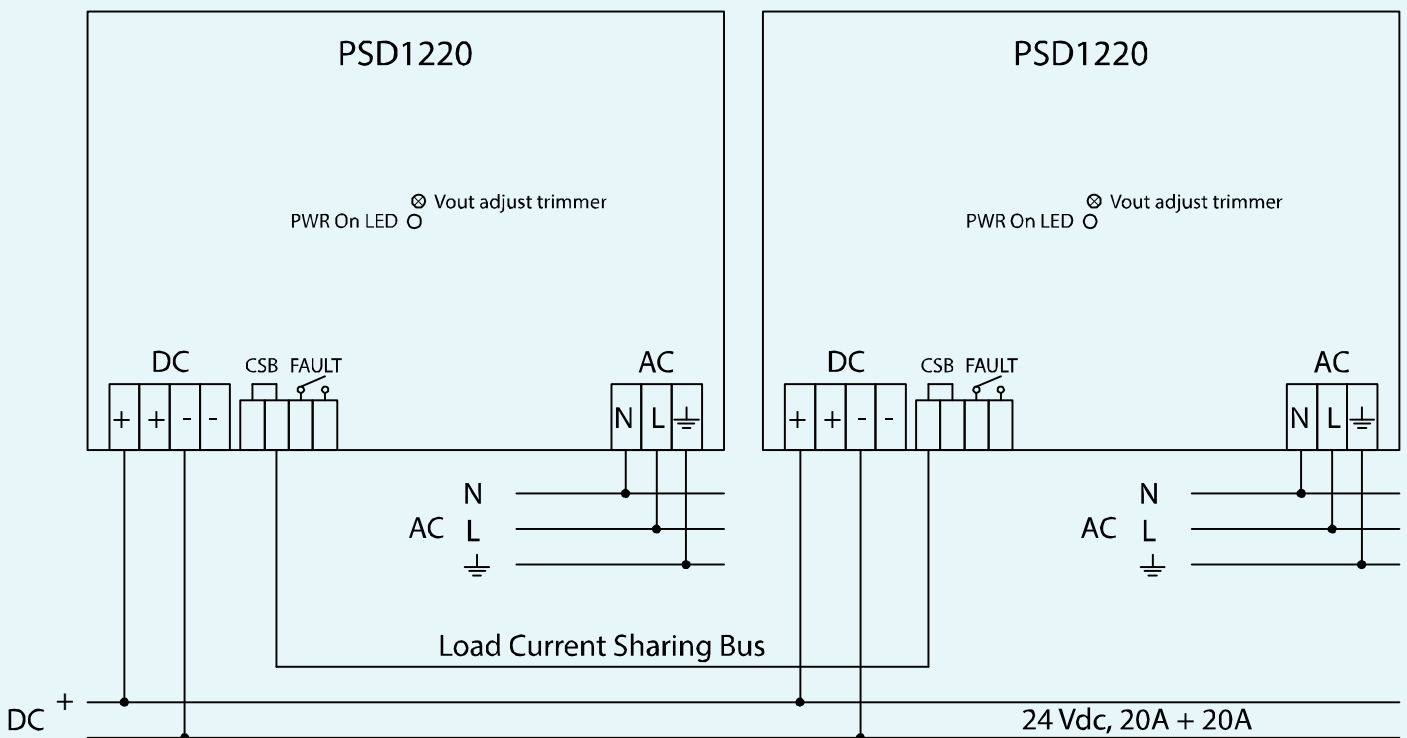 PSD1220
PSD1220
Vout adjust trimmer
PWR On LED
Vout adjust trimmer
PWR On LED
DC
CSB
FAULT
AC
DC
CSB
FAULT
AC
+ + - -
N L
+ + - -
N L
N
AC L
N
AC L
Load Current Sharing Bus
DC +
24 Vdc, 20A + 20A